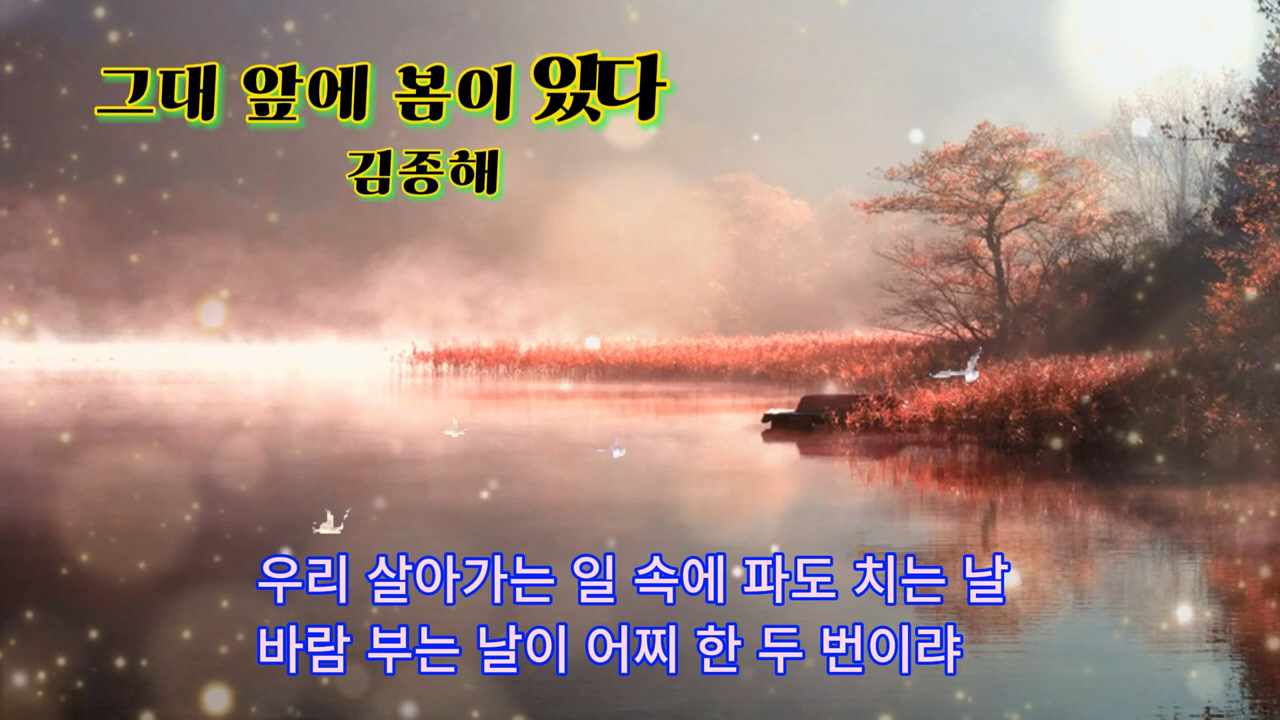 그대 앞에 봄이 있다
김종해
우리 살아가는 일 속에 파도 치는 날
바람 부는 날이 어찌 한 두 번이랴